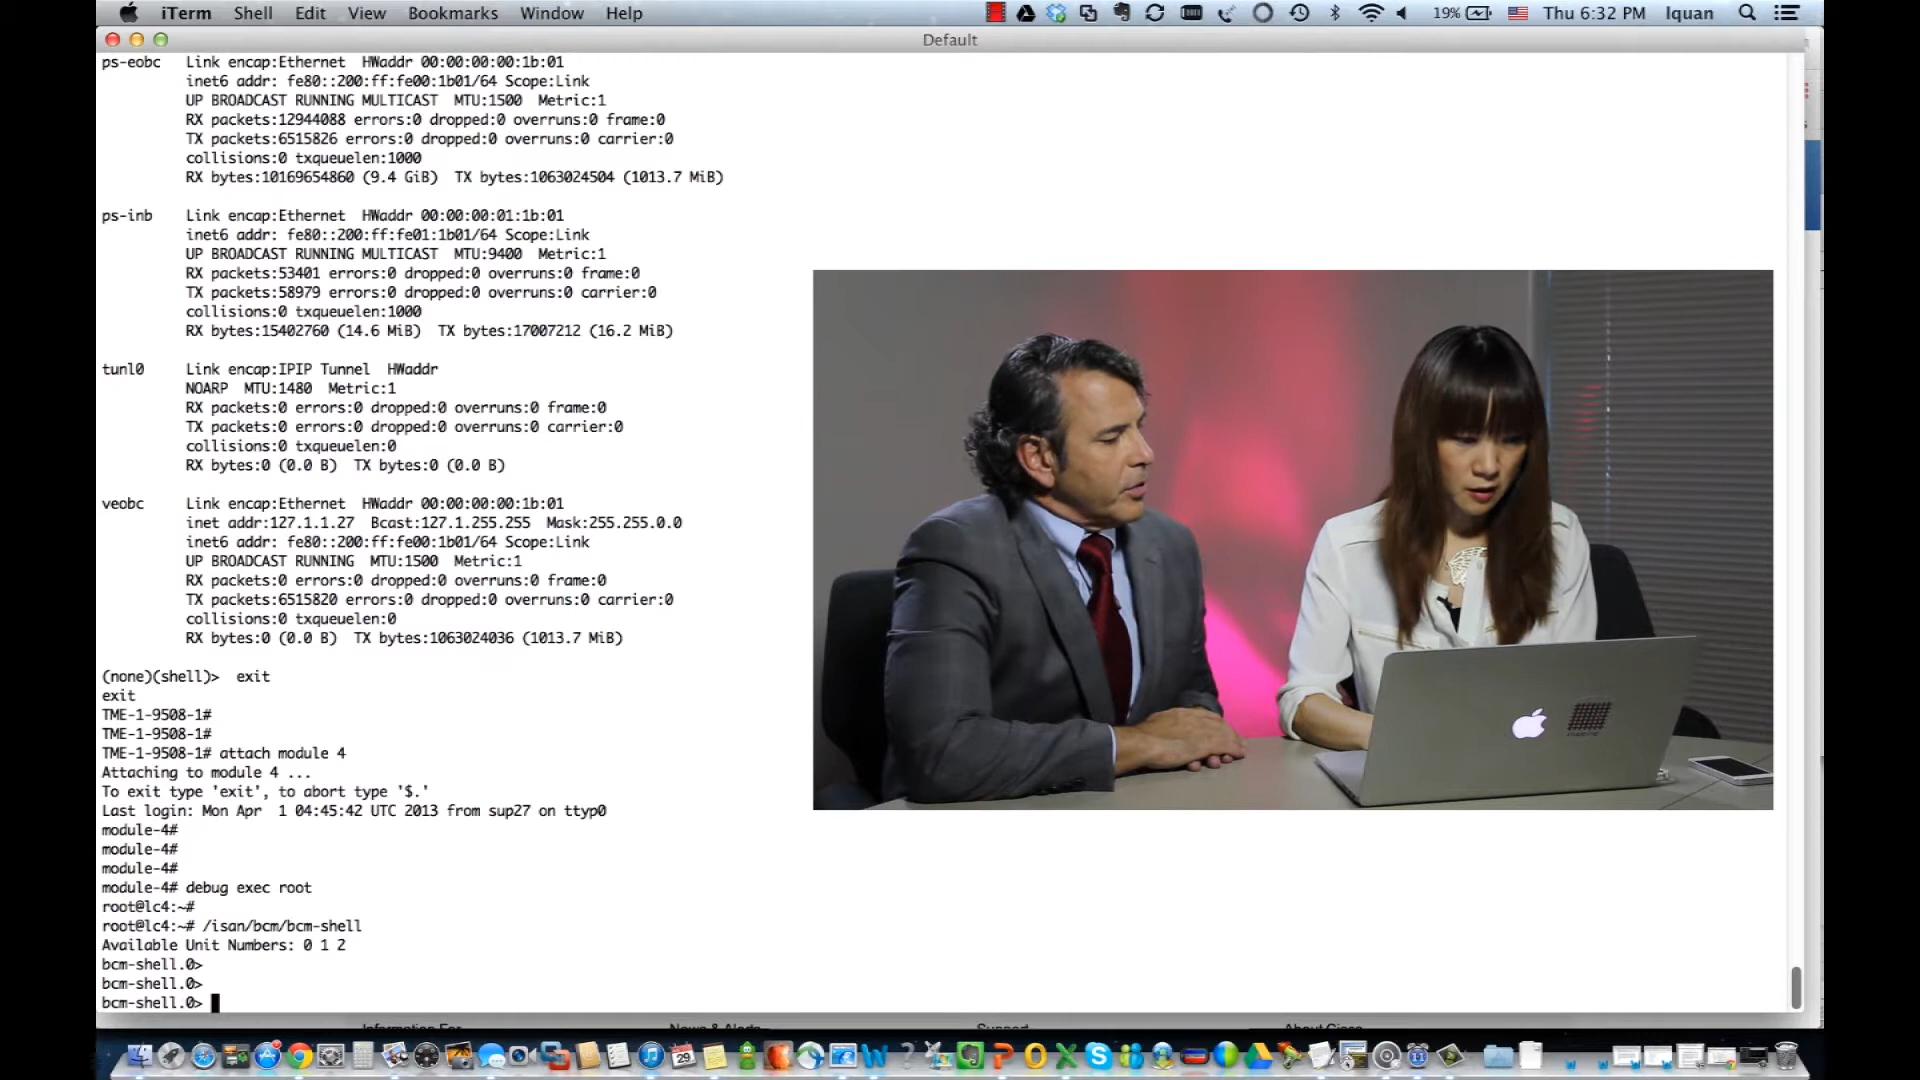 iTerm Shell Edit View Bookmarks Window Help 19% Thu 6:32 PM lquan
Default
ps-eobc Link encap:Ethernet HWaddr 00:00:00:00:1b:01
inet6 addr: fe80::200:ff:fe00:1b01/64 Scope:Link
UP BROADCAST RUNNING MULTICAST MTU:1500 Metric:1
RX packets:12944088 errors:0 dropped:0 overruns:0 frame:0
TX packets:6515826 errors:0 dropped:0 overruns:0 carrier:0
collisions:0 txqueuelen:1000
RX bytes:10169654860 (9.4 GiB) TX bytes:1063024504 (1013.7 MiB)
ps-inb Link encap:Ethernet HWaddr 00:00:00:01:1b:01
inet6 addr: fe80::200:ff:fe01:1b01/64 Scope:Link
UP BROADCAST RUNNING MULTICAST MTU:9400 Metric:1
RX packets:53401 errors:0 dropped:0 overruns:0 frame:0
TX packets:58979 errors:0 dropped:0 overruns:0 carrier:0
collisions:0 txqueuelen:1000
RX bytes:15402760 (14.6 MiB) TX bytes:17007212 (16.2 MiB)
tunl0 Link encap:IPIP Tunnel HWaddr
NOARP MTU:1480 Metric:1
RX packets:0 errors:0 dropped:0 overruns:0 frame:0
TX packets:0 errors:0 dropped:0 overruns:0 carrier:0
collisions:0 txqueuelen:0
RX bytes:0 (0.0 B) TX bytes:0 (0.0 B)
veobc Link encap:Ethernet HWaddr 00:00:00:00:1b:01
inet addr:127.1.1.27 Bcast:127.1.255.255 Mask:255.255.0.0
inet6 addr: fe80::200:ff:fe00:1b01/64 Scope:Link
UP BROADCAST RUNNING MTU:1500 Metric:1
RX packets:0 errors:0 dropped:0 overruns:0 frame:0
TX packets:6515820 errors:0 dropped:0 overruns:0 carrier:0
collisions:0 txqueuelen:0
RX bytes:0 (0.0 B) TX bytes:1063024036 (1013.7 MiB)
(none)(shell)> exit
exit
TME-1-9508-1#
TME-1-9508-1#
TME-1-9508-1# attach module 4
Attaching to module 4 ...
To exit type 'exit', to abort type '$.'
Last login: Mon Apr 1 04:45:42 UTC 2013 from sup27 on ttyp0
module-4#
module-4#
module-4#
module-4# debug exec root
root@lc4:~#
root@lc4:~# /isan/bcm/bcm-shell
Available Unit Numbers: 0 1 2
bcm-shell.0>
bcm-shell.0>
bcm-shell.0>
Information For News & Alerts Support About Cisco